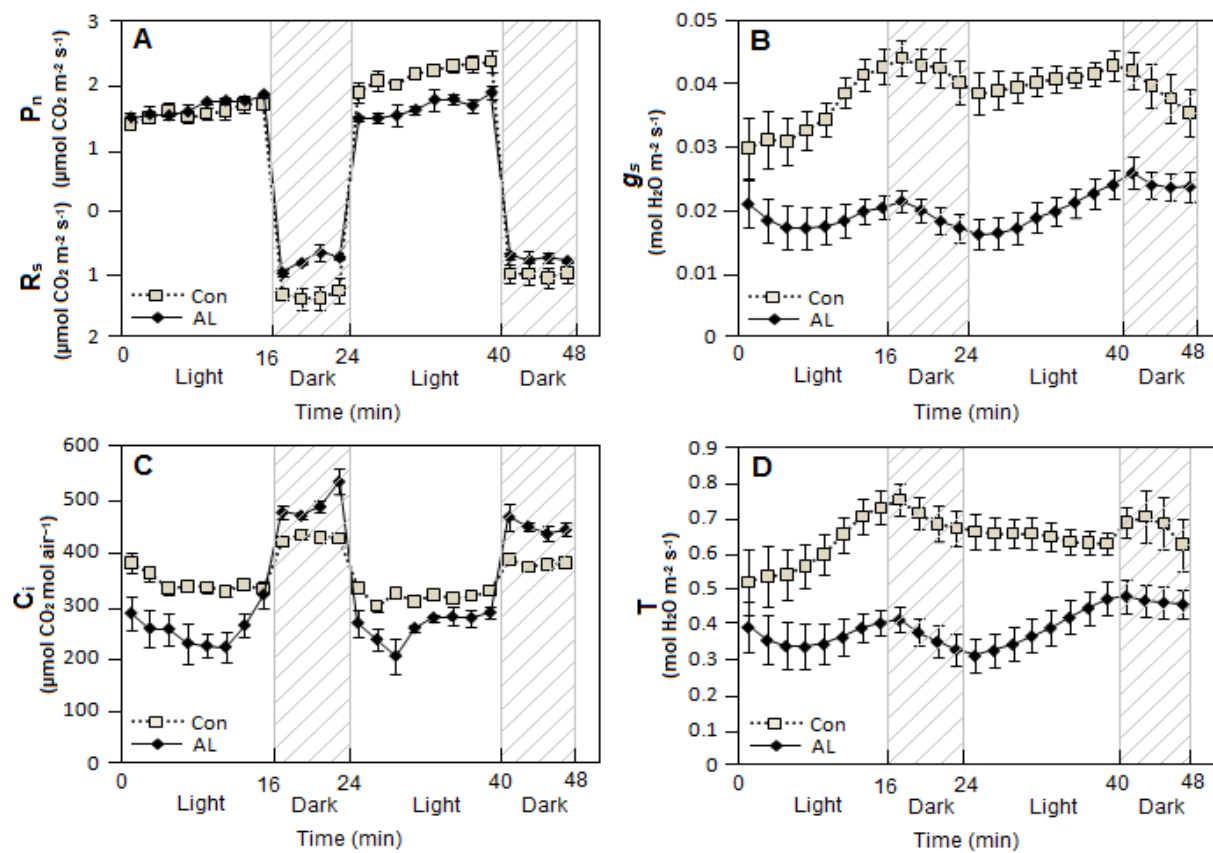 A
3
2
1
0
1
2
Pn
(µmol CO₂ m⁻² s⁻¹)
Rs
(µmol CO₂ m⁻² s⁻¹)
Con
AL
0 16 24 40 48
Light Dark Light Dark
Time (min)
B
0.05
0.04
0.03
0.02
0.01
0
gs
(mol H₂O m⁻² s⁻¹)
Con
AL
0 16 24 40 48
Light Dark Light Dark
Time (min)
C
600
500
400
300
200
100
0
Ci
(µmol CO₂ mol air⁻¹)
Con
AL
0 16 24 40 48
Light Dark Light Dark
Time (min)
D
0.9
0.8
0.7
0.6
0.5
0.4
0.3
0.2
0.1
0
T
(mol H₂O m⁻² s⁻¹)
Con
AL
0 16 24 40 48
Light Dark Light Dark
Time (min)